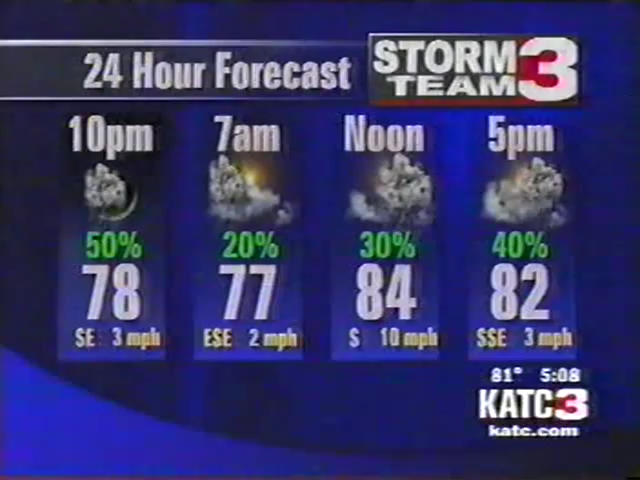 24 Hour Forecast
STORM TEAM 3
10pm 7am Noon 5pm
50% 20% 30% 40%
78 77 84 82
SE 3 mph ESE 2 mph S 10 mph SSE 3 mph
81° 5:08
KATC3
katc.com